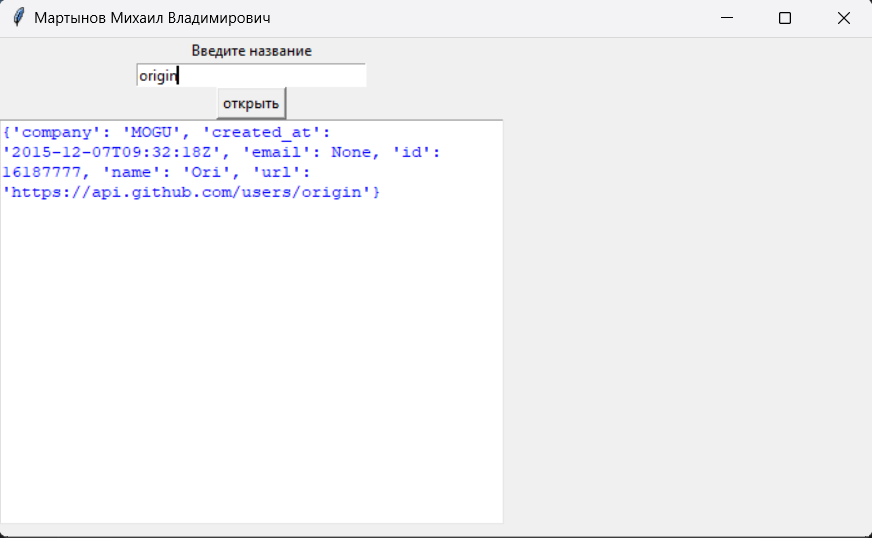 Мартынов Михаил Владимирович
Введите название
origin
открыть
{'company': 'MOGU', 'created_at':
'2015-12-07T09:32:18Z', 'email': None, 'id':
16187777, 'name': 'Ori', 'url':
'https://api.github.com/users/origin'}